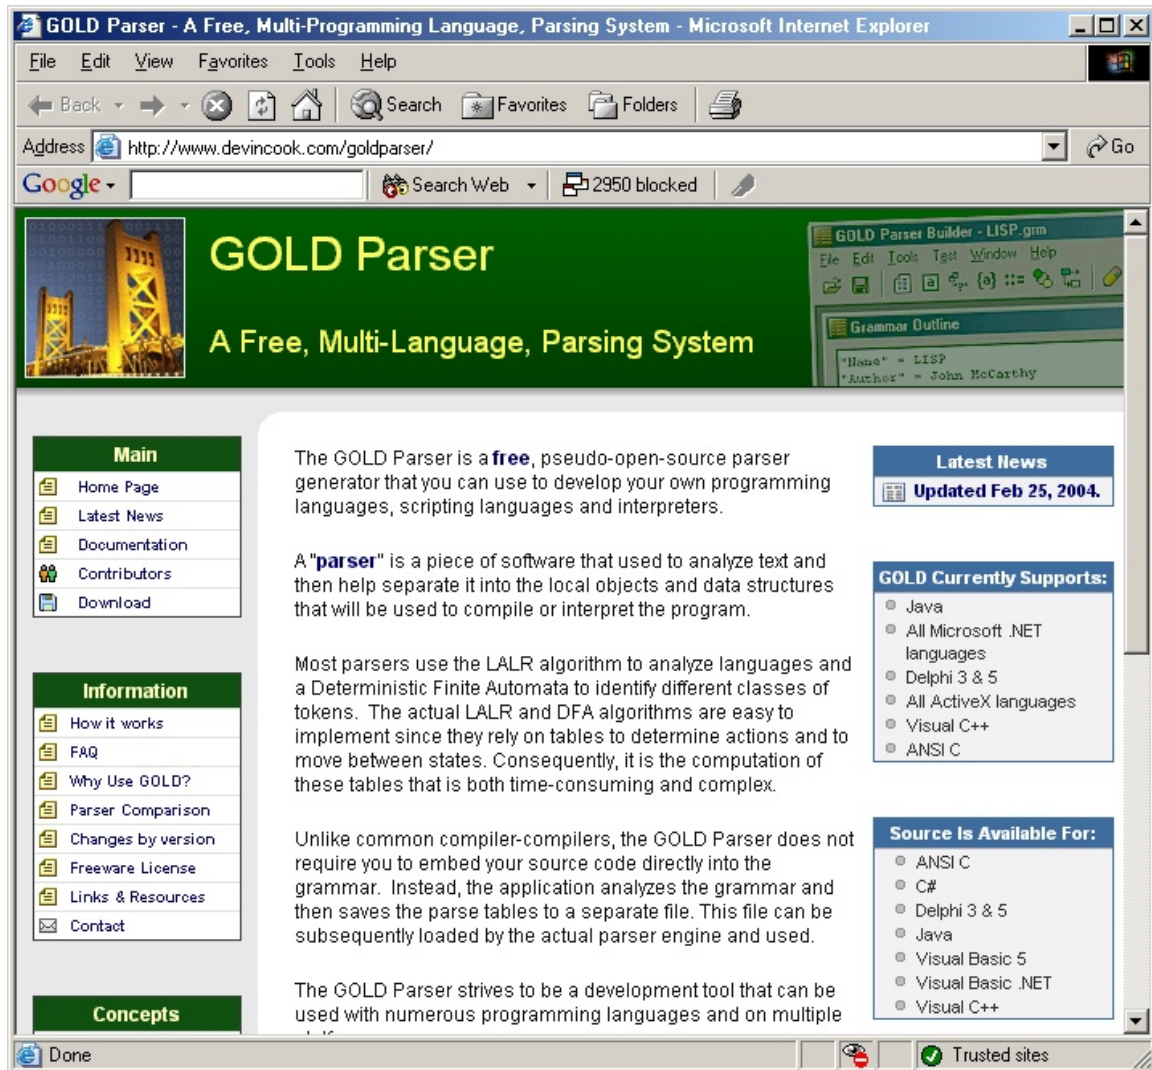 GOLD Parser - A Free, Multi-Programming Language, Parsing System - Microsoft Internet Explorer
File Edit View Favorites Tools Help
Back Search Favorites Folders
Address http://www.devincook.com/goldparser/ Go
Google Search Web 2950 blocked
GOLD Parser
A Free, Multi-Language, Parsing System
GOLD Parser Builder - LISP.grm
File Edit Tools Test Window Help
Grammar Outline
"Name" = LISP
"Author" = John McCarthy
Main
Home Page
Latest News
Documentation
Contributors
Download
Information
How it works
FAQ
Why Use GOLD?
Parser Comparison
Changes by version
Freeware License
Links & Resources
Contact
Concepts
The GOLD Parser is a free, pseudo-open-source parser
generator that you can use to develop your own programming
languages, scripting languages and interpreters.
A "parser" is a piece of software that used to analyze text and
then help separate it into the local objects and data structures
that will be used to compile or interpret the program.
Most parsers use the LALR algorithm to analyze languages and
a Deterministic Finite Automata to identify different classes of
tokens. The actual LALR and DFA algorithms are easy to
implement since they rely on tables to determine actions and to
move between states. Consequently, it is the computation of
these tables that is both time-consuming and complex.
Unlike common compiler-compilers, the GOLD Parser does not
require you to embed your source code directly into the
grammar. Instead, the application analyzes the grammar and
then saves the parse tables to a separate file. This file can be
subsequently loaded by the actual parser engine and used.
The GOLD Parser strives to be a development tool that can be
used with numerous programming languages and on multiple
Latest News
Updated Feb 25, 2004.
GOLD Currently Supports:
Java
All Microsoft .NET
languages
Delphi 3 & 5
All ActiveX languages
Visual C++
ANSI C
Source Is Available For:
ANSI C
C#
Delphi 3 & 5
Java
Visual Basic 5
Visual Basic .NET
Visual C++
Done Trusted sites